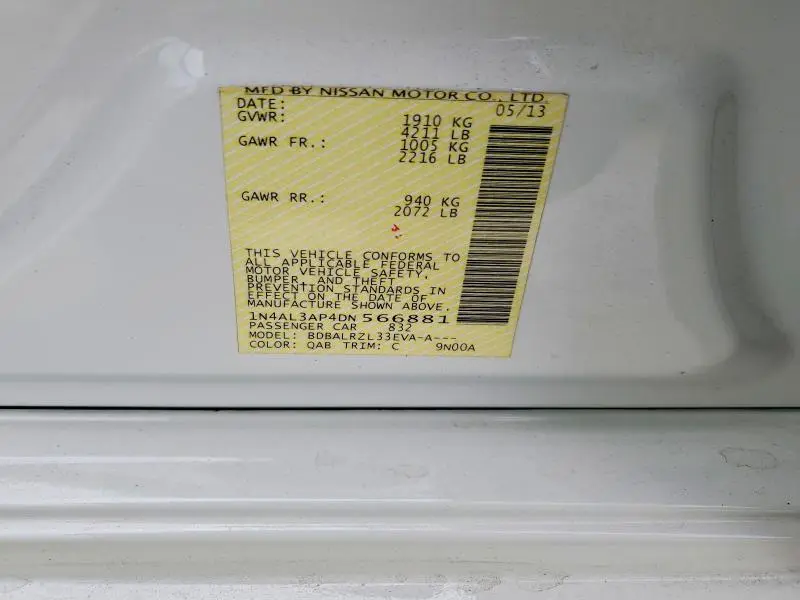 MFD BY NISSAN MOTOR CO., LTD.
DATE: 05/13
GVWR: 1910 KG
4211 LB
GAWR FR.: 1005 KG
2216 LB
GAWR RR.: 940 KG
2072 LB
THIS VEHICLE CONFORMS TO
ALL APPLICABLE FEDERAL
MOTOR VEHICLE SAFETY,
BUMPER, AND THEFT
PREVENTION STANDARDS IN
EFFECT ON THE DATE OF
MANUFACTURE SHOWN ABOVE.
1N4AL3AP4DN566881
PASSENGER CAR 832
MODEL: BDBALRZL33EVA-A---
COLOR: QAB TRIM: C 9N00A